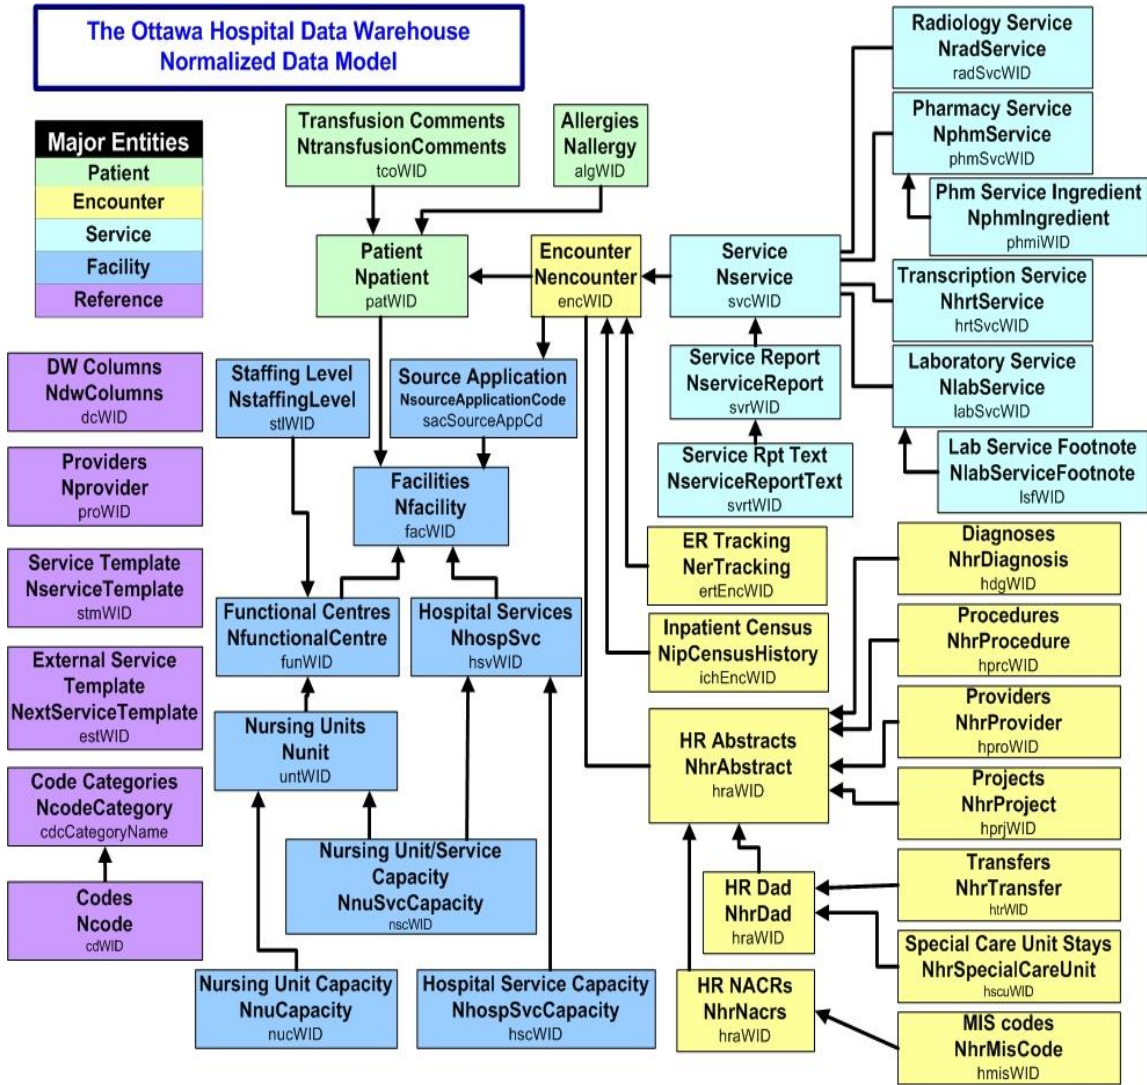 The Ottawa Hospital Data Warehouse
Normalized Data Model
Major Entities
Patient
Encounter
Service
Facility
Reference
Transfusion Comments
NtransfusionComments
tcoWID
Allergies
Nallergy
algWID
Patient
Npatient
patWID
Encounter
Nencounter
encWID
Service
Nservice
svcWID
Radiology Service
NradService
radSvcWID
Pharmacy Service
NphmService
phmSvcWID
Phm Service Ingredient
NphmIngredient
phmiWID
Transcription Service
NhrtService
hrtSvcWID
Laboratory Service
NlabService
labSvcWID
Lab Service Footnote
NlabServiceFootnote
lsfWID
Service Report
NserviceReport
svrWID
Service Rpt Text
NserviceReportText
svrtWID
DW Columns
NdwColumns
dcWID
Providers
Nprovider
proWID
Service Template
NserviceTemplate
stmWID
External Service
Template
NextServiceTemplate
estWID
Code Categories
NcodeCategory
cdcCategoryName
Codes
Ncode
cdWID
Staffing Level
NstaffingLevel
stlWID
Source Application
NsourceApplicationCode
sacSourceAppCd
Facilities
Nfacility
facWID
Functional Centres
NfunctionalCentre
funWID
Hospital Services
NhospSvc
hsvWID
Nursing Units
Nunit
untWID
Nursing Unit/Service
Capacity
NnuSvcCapacity
nscWID
Nursing Unit Capacity
NnuCapacity
nucWID
Hospital Service Capacity
NhospSvcCapacity
hscWID
ER Tracking
NerTracking
ertEncWID
Inpatient Census
NipCensusHistory
ichEncWID
HR Abstracts
NhrAbstract
hraWID
HR Dad
NhrDad
hraWID
HR NACRs
NhrNacrs
hraWID
Diagnoses
NhrDiagnosis
hdgWID
Procedures
NhrProcedure
hprcWID
Providers
NhrProvider
hproWID
Projects
NhrProject
hprjWID
Transfers
NhrTransfer
htrWID
Special Care Unit Stays
NhrSpecialCareUnit
hscuWID
MIS codes
NhrMisCode
hmisWID